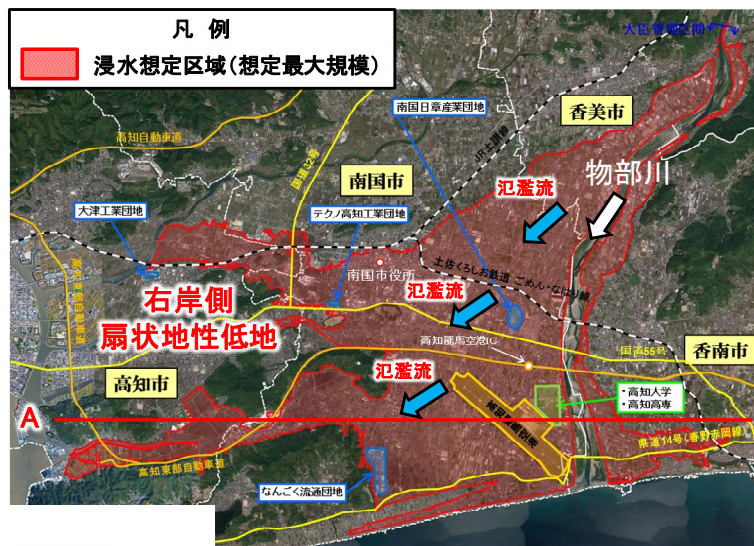 凡 例
浸水想定区域(想定最大規模)
大臣管理区間
南国日章産業団地
香美市
高知自動車道
国道32号
JR土讃線
物部川
南国市
氾濫流
大津工業団地
テクノ高知工業団地
南国市役所
土佐くろしお鉄道 ごめん・なはり線
高知東部自動車道
右岸側
扇状地性低地
氾濫流
高知龍馬空港IC
国道55号
香南市
高知市
氾濫流
・高知大学
・高知高専
A
高知龍馬空港
県道14号(春野赤岡線)
高知東部自動車道
なんごく流通団地